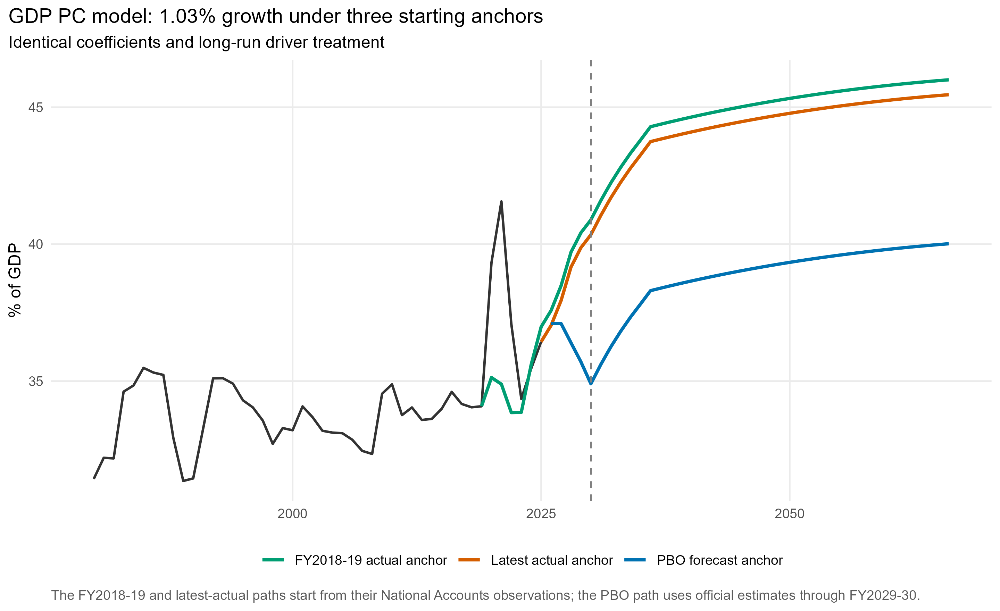 GDP PC model: 1.03% growth under three starting anchors
Identical coefficients and long-run driver treatment
% of GDP
45
40
35
2000
2025
2050
FY2018-19 actual anchor
Latest actual anchor
PBO forecast anchor
The FY2018-19 and latest-actual paths start from their National Accounts observations; the PBO path uses official estimates through FY2029-30.